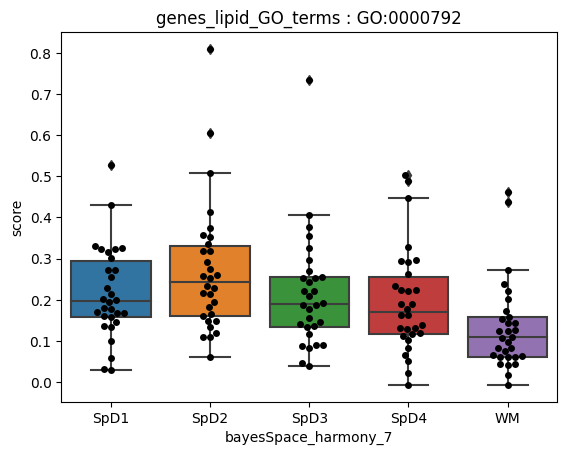 genes_lipid_GO_terms : GO:0000792
0.8
0.7
0.6
0.5
0.4
0.3
0.2
0.1
0.0
score
SpD1 SpD2 SpD3 SpD4 WM
bayesSpace_harmony_7